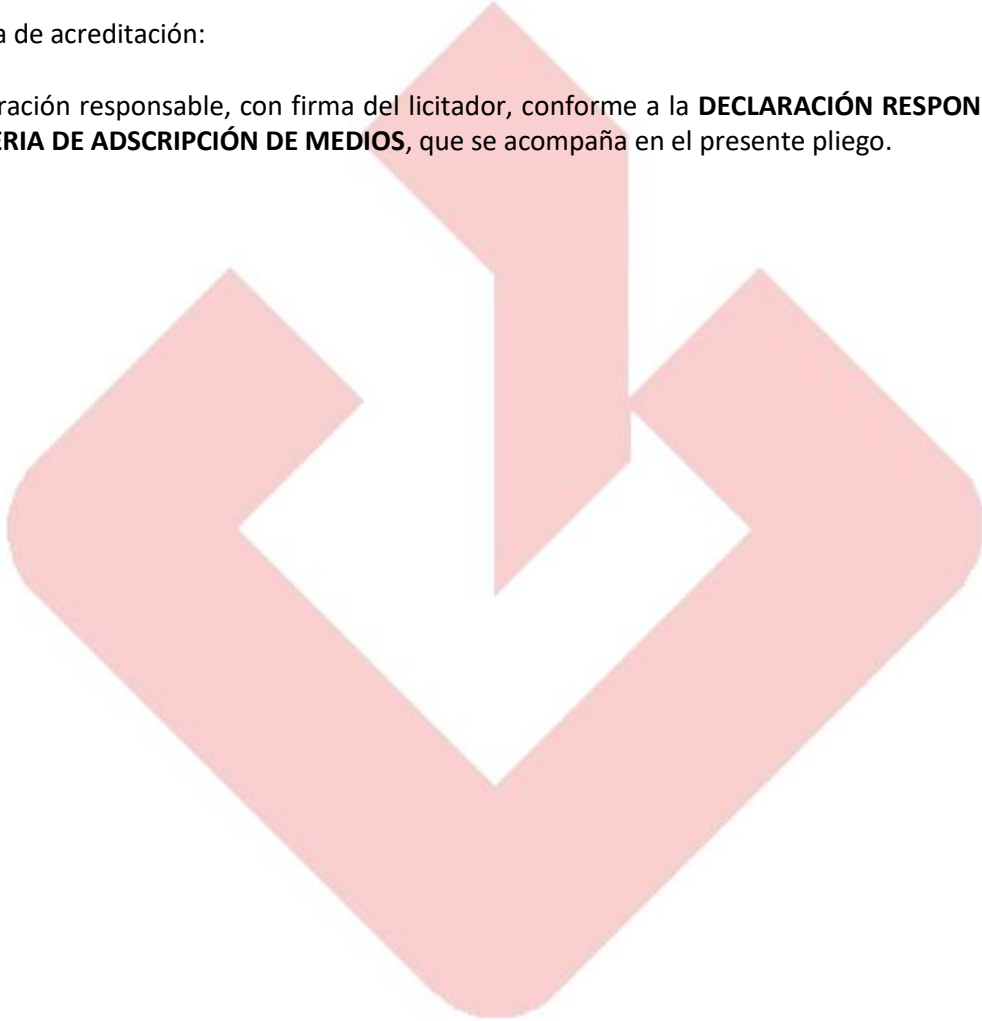 a de acreditación:
ración responsable, con firma del licitador, conforme a la DECLARACIÓN RESPON
ERIA DE ADSCRIPCIÓN DE MEDIOS, que se acompaña en el presente pliego.